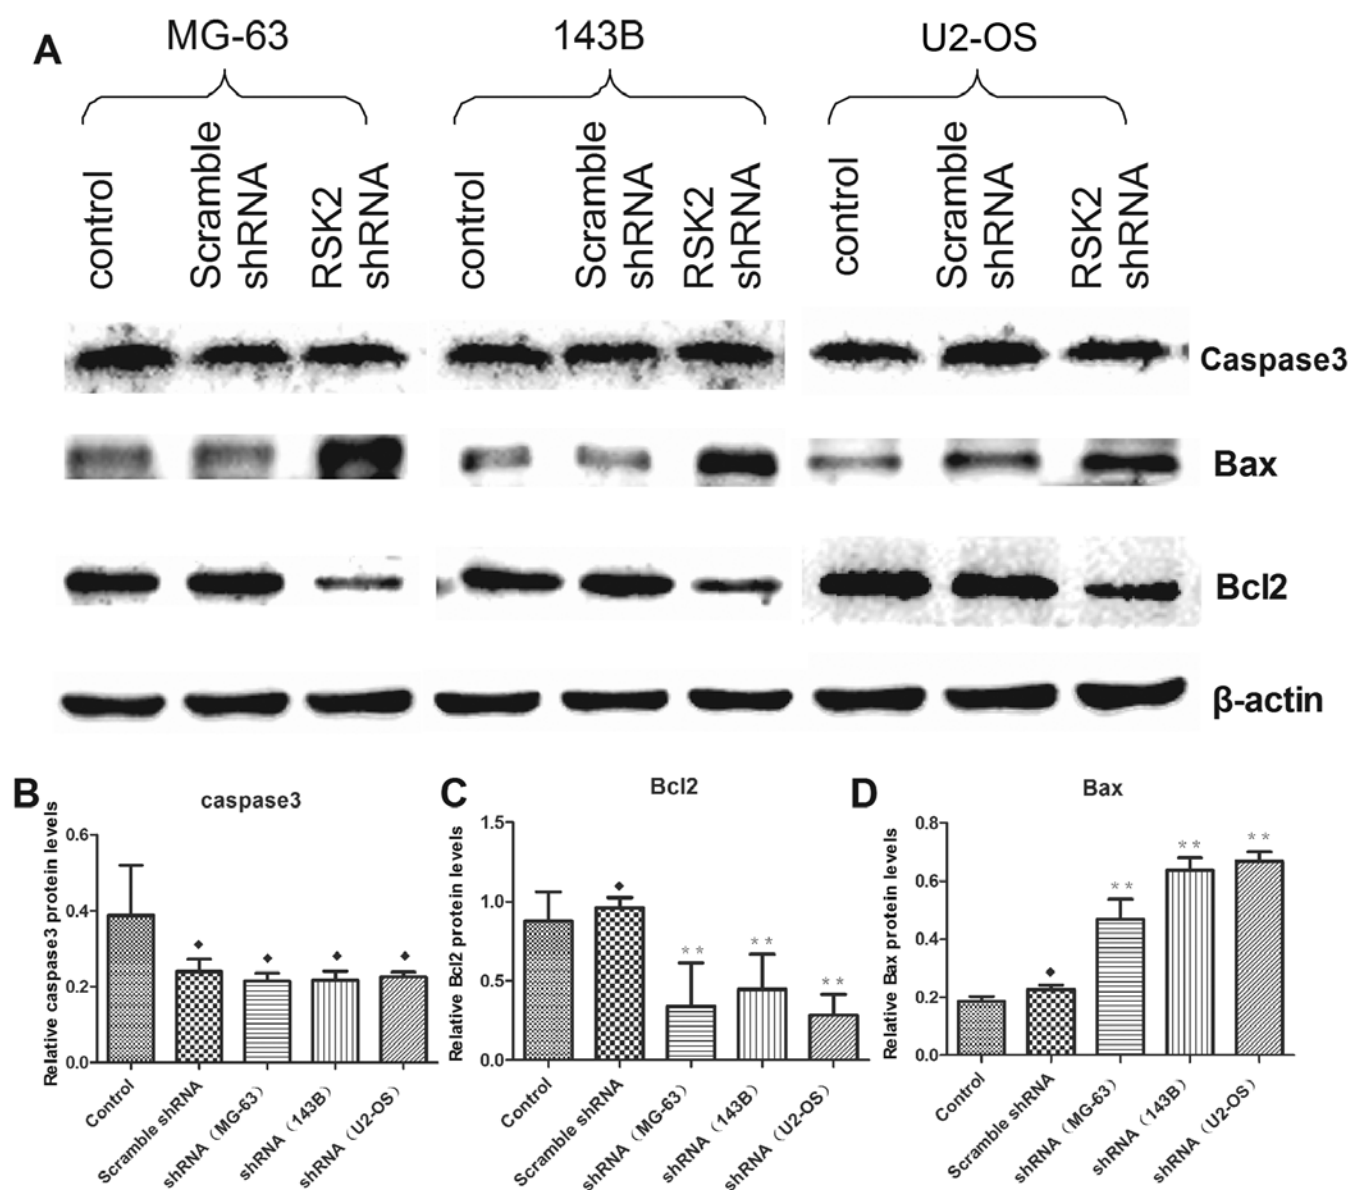 A
MG-63
143B
U2-OS
control
Scramble
shRNA
RSK2
shRNA
control
Scramble
shRNA
RSK2
shRNA
control
Scramble
shRNA
RSK2
shRNA
Caspase3
Bax
Bcl2
β-actin
B
caspase3
Relative caspase3 protein levels
0.6
0.4
0.2
0.0
Control
Scramble shRNA
shRNA（MG-63）
shRNA（143B）
shRNA（U2-OS）
C
Bcl2
Relative Bcl2 protein levels
1.5
1.0
0.5
0.0
**
**
**
Control
Scramble shRNA
shRNA（MG-63）
shRNA（143B）
shRNA（U2-OS）
D
Bax
Relative Bax protein levels
0.8
0.6
0.4
0.2
0.0
**
**
**
Control
Scramble shRNA
shRNA（MG-63）
shRNA（143B）
shRNA（U2-OS）